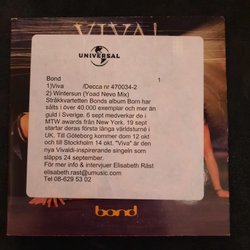 VIVA!
UNIVERSAL
Bond 1
1)Viva /Decca nr 470034-2
2) Wintersun (Yoad Nevo Mix)
Stråkkvartetten Bonds album Born har
sålts i över 40,000 exemplar och mer än
guld i Sverige. 6 sept medverkar de i
MTW awards från New York. 19 sept
startar deras första långa världsturné i
UK. Till Göteborg kommer dom 12 okt
och till Stockholm 14 okt. "Viva" är den
nya Vivaldi-inspirerande singeln som
släpps 24 september.
För mer info & intervjuer Elisabeth Råst
elisabeth.rast@umusic.com
Tel 08-629 53 02
bond